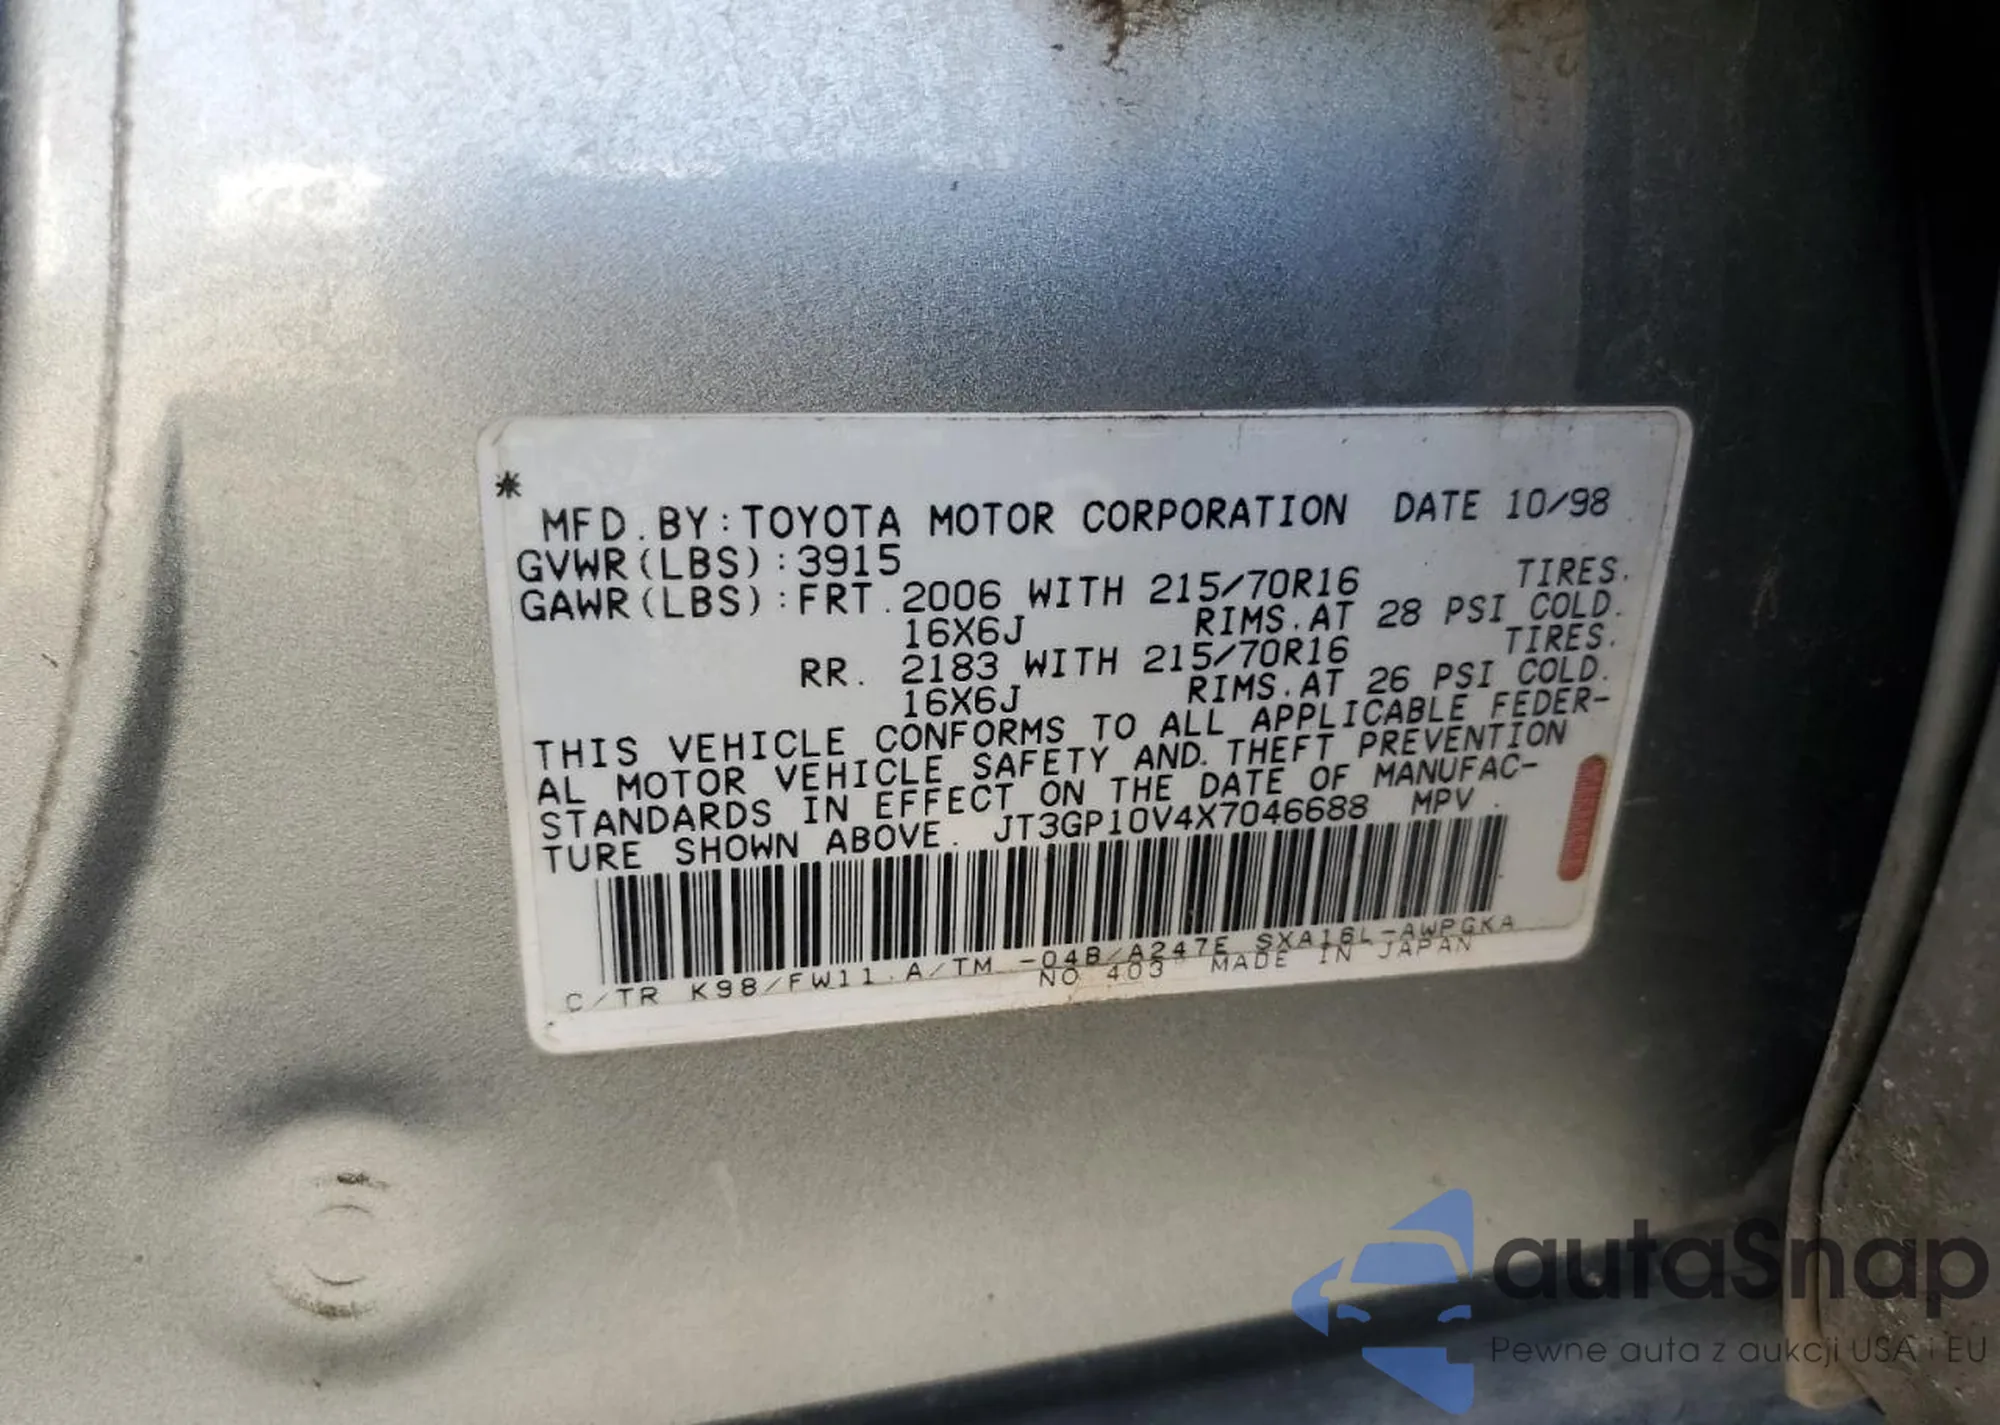 *
MFD.BY:TOYOTA MOTOR CORPORATION DATE 10/98
GVWR(LBS):3915
GAWR(LBS):FRT.2006 WITH 215/70R16 TIRES.
16X6J RIMS.AT 28 PSI COLD.
RR. 2183 WITH 215/70R16 TIRES.
16X6J RIMS.AT 26 PSI COLD.
THIS VEHICLE CONFORMS TO ALL APPLICABLE FEDER-
AL MOTOR VEHICLE SAFETY AND THEFT PREVENTION
STANDARDS IN EFFECT ON THE DATE OF MANUFAC-
TURE SHOWN ABOVE. JT3GP10V4X7046688 MPV.
C/TR K98/FW11 A/TM -04B/A247E SXA16L-AWPGKA
NO 403 MADE IN JAPAN
autaSnap
Pewne auta z aukcji USA i EU